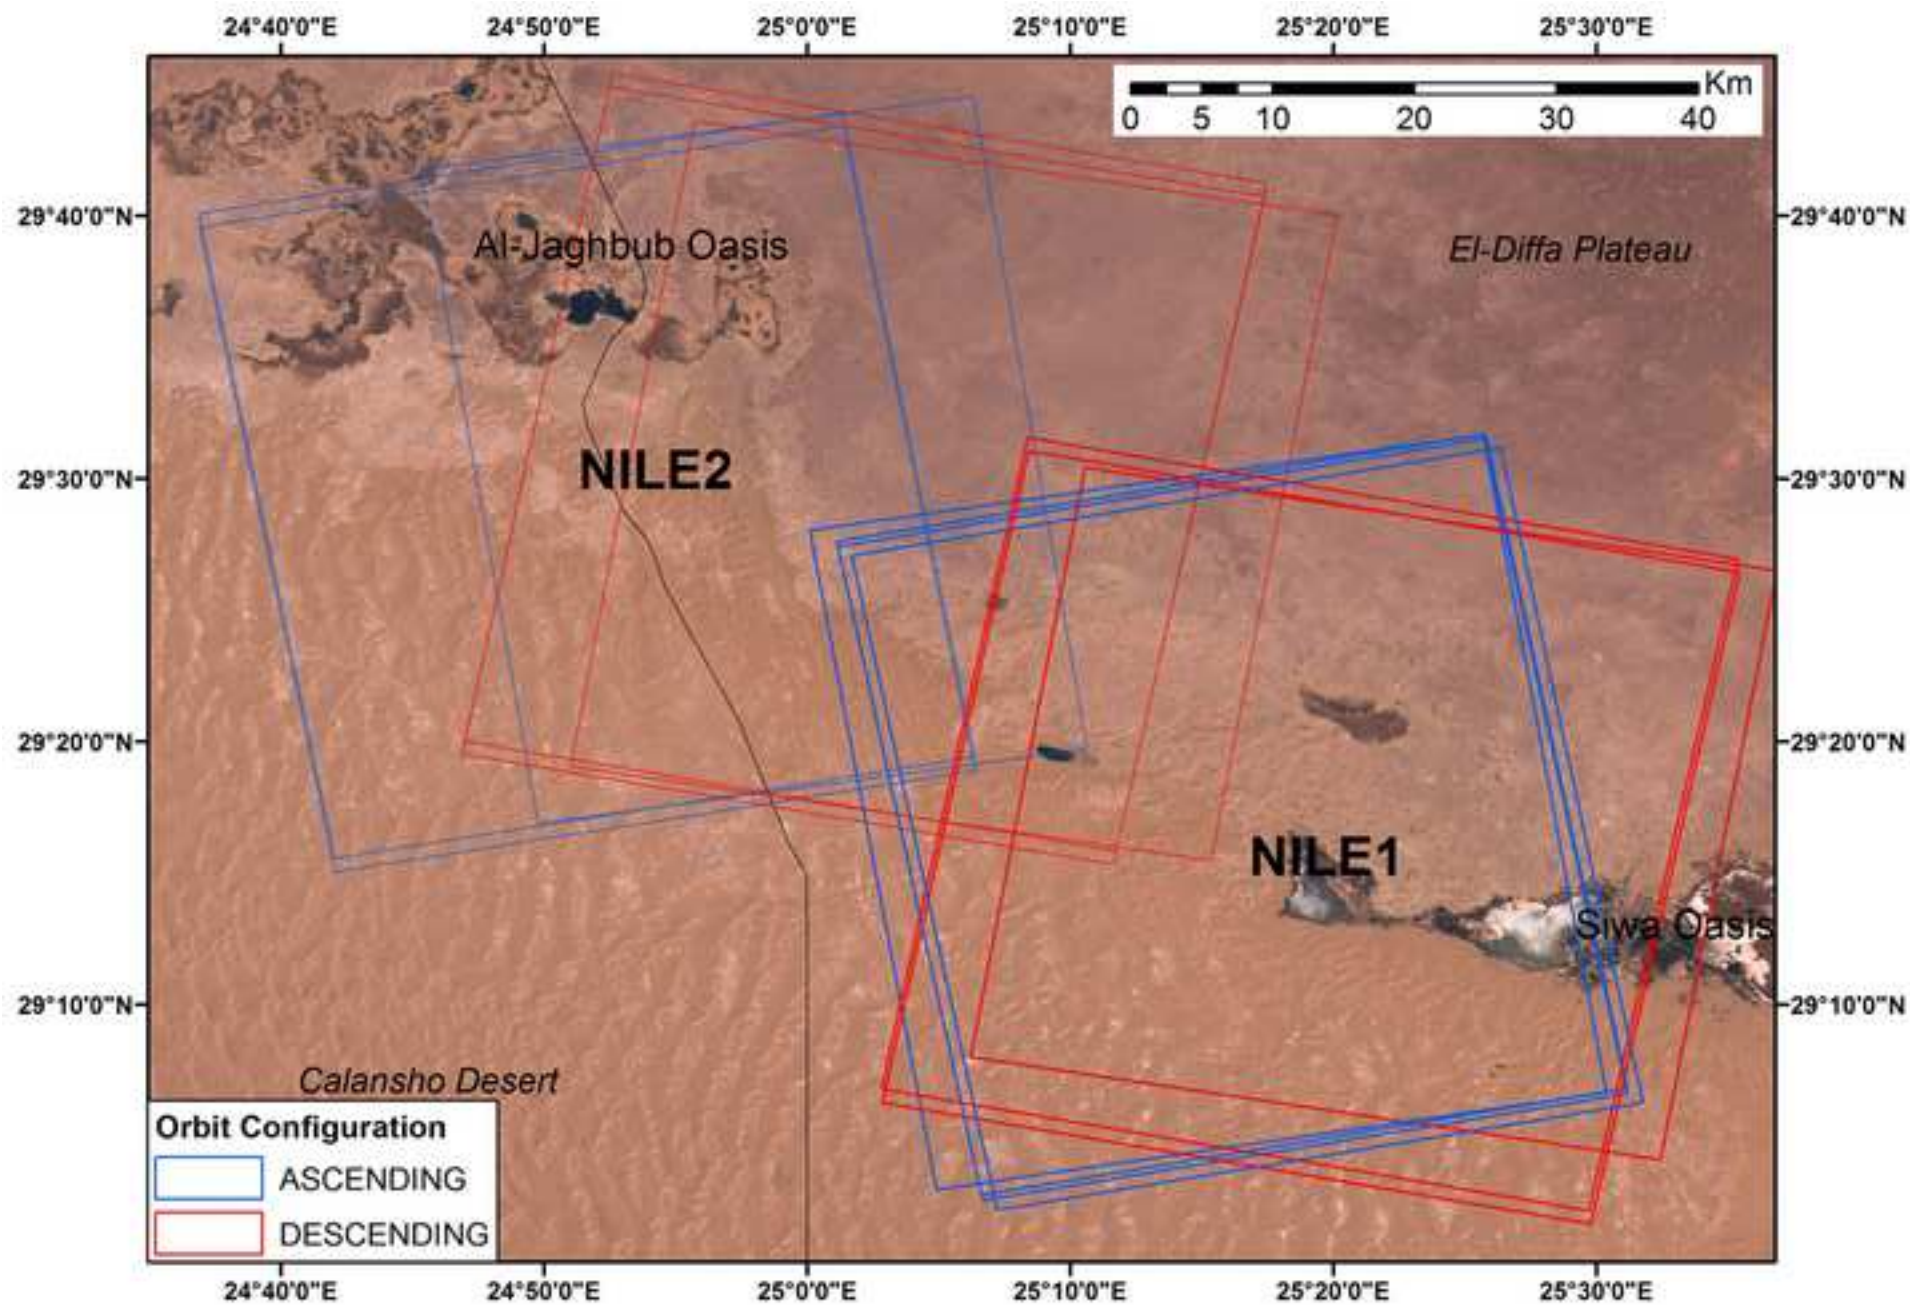 24°40'0"E 24°50'0"E 25°0'0"E 25°10'0"E 25°20'0"E 25°30'0"E
Km
0 5 10 20 30 40
29°40'0"N 29°40'0"N
Al-Jaghbub Oasis El-Diffa Plateau
NILE2
29°30'0"N 29°30'0"N
29°20'0"N 29°20'0"N
NILE1
Siwa Oasis
29°10'0"N 29°10'0"N
Calansho Desert
Orbit Configuration
ASCENDING
DESCENDING
24°40'0"E 24°50'0"E 25°0'0"E 25°10'0"E 25°20'0"E 25°30'0"E